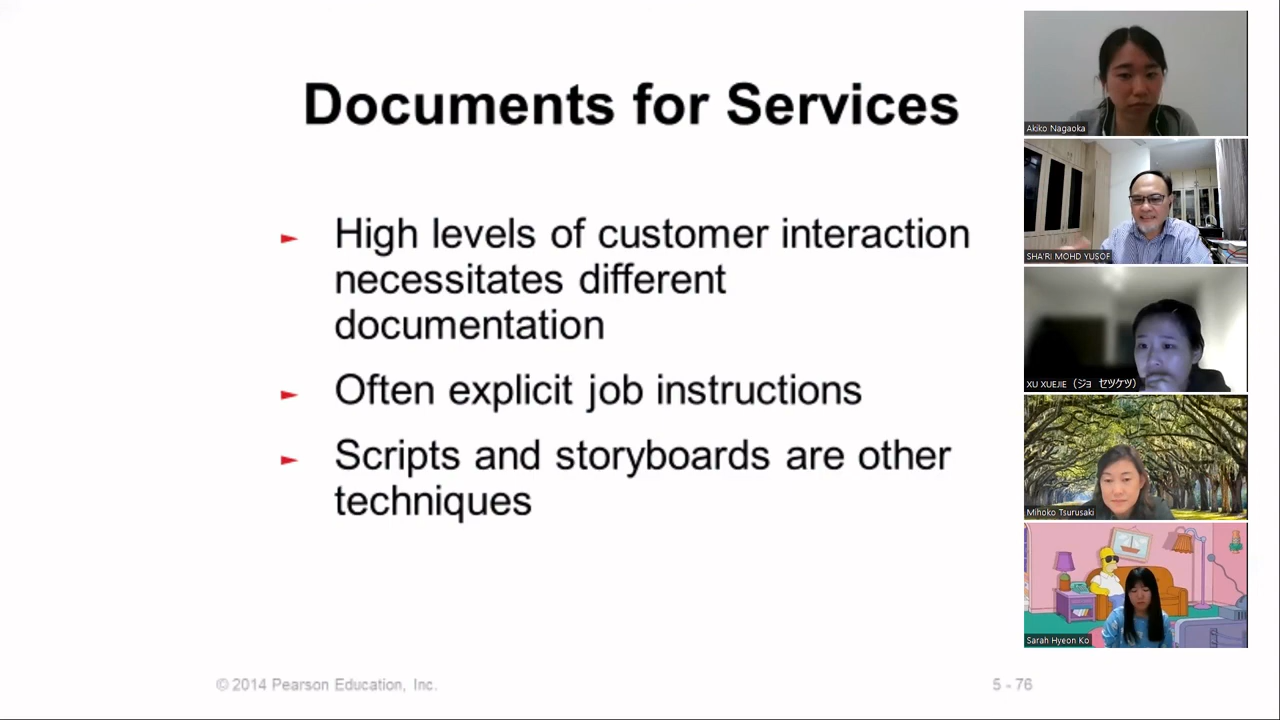 Documents for Services
High levels of customer interaction
necessitates different
documentation
Often explicit job instructions
Scripts and storyboards are other
techniques
© 2014 Pearson Education, Inc.
5 - 76
Akiko Nagaoka
SHA'RI MOHD YUSOF
XU XUEJIE（ジョ　セツケツ）
Mihoko Tsurusaki
Sarah Hyeon Ko